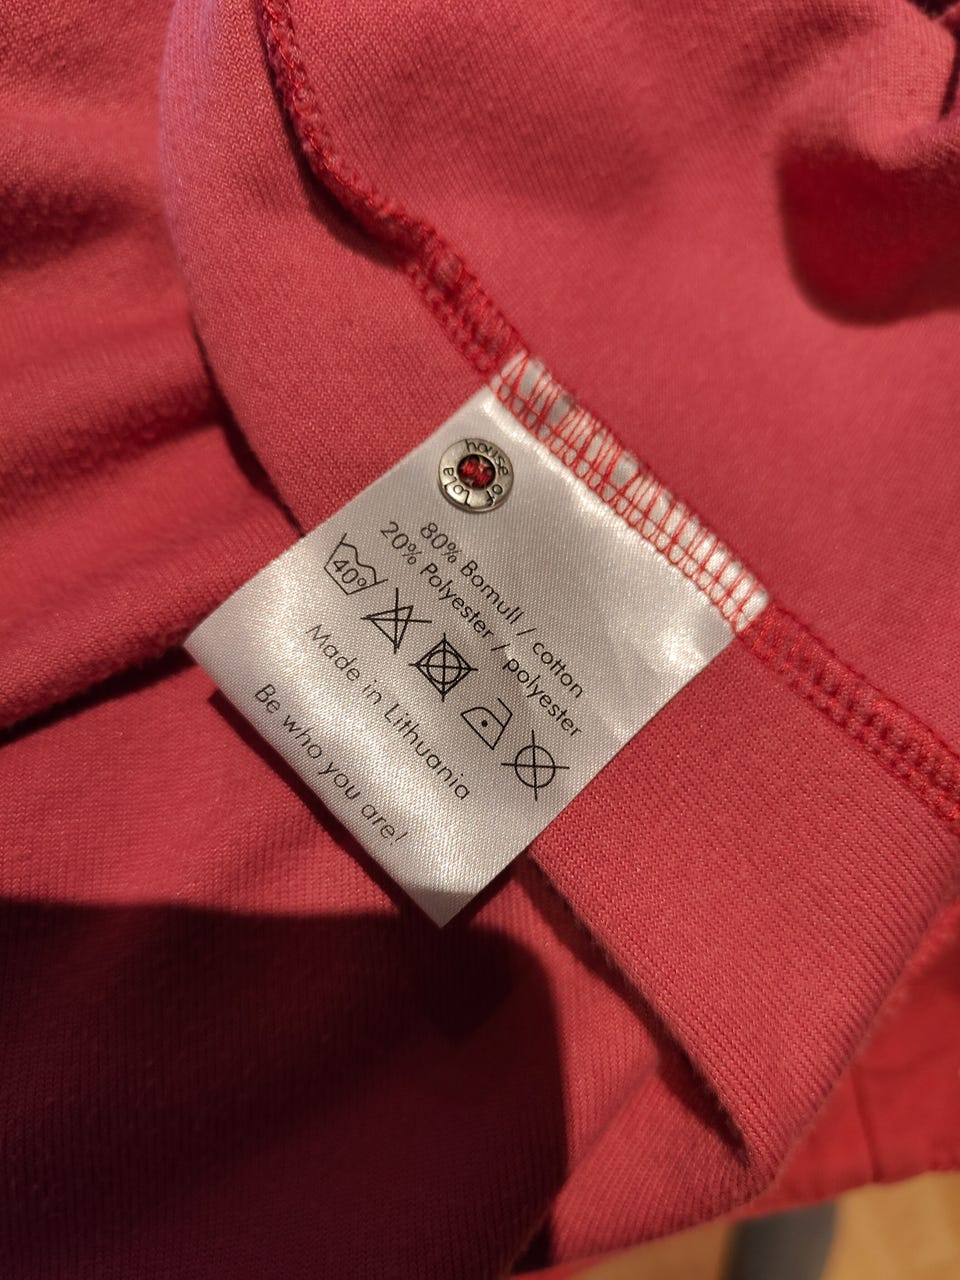 house of lola
80% Bomull / cotton
20% Polyester / polyester
40°
Made in Lithuania
Be who you are!